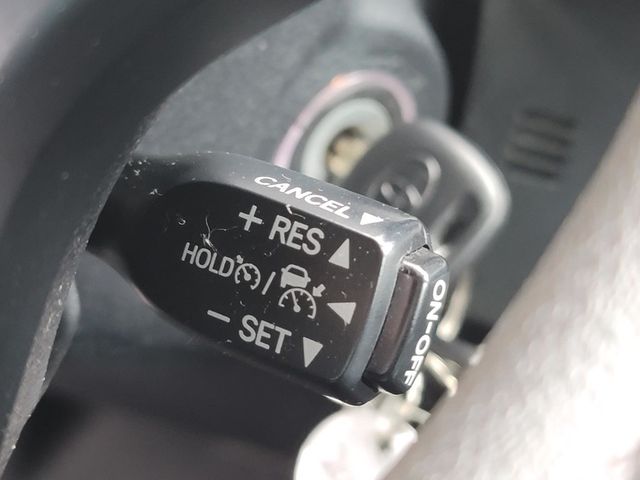 CANCEL
+ RES
HOLD /
- SET
ON-OFF